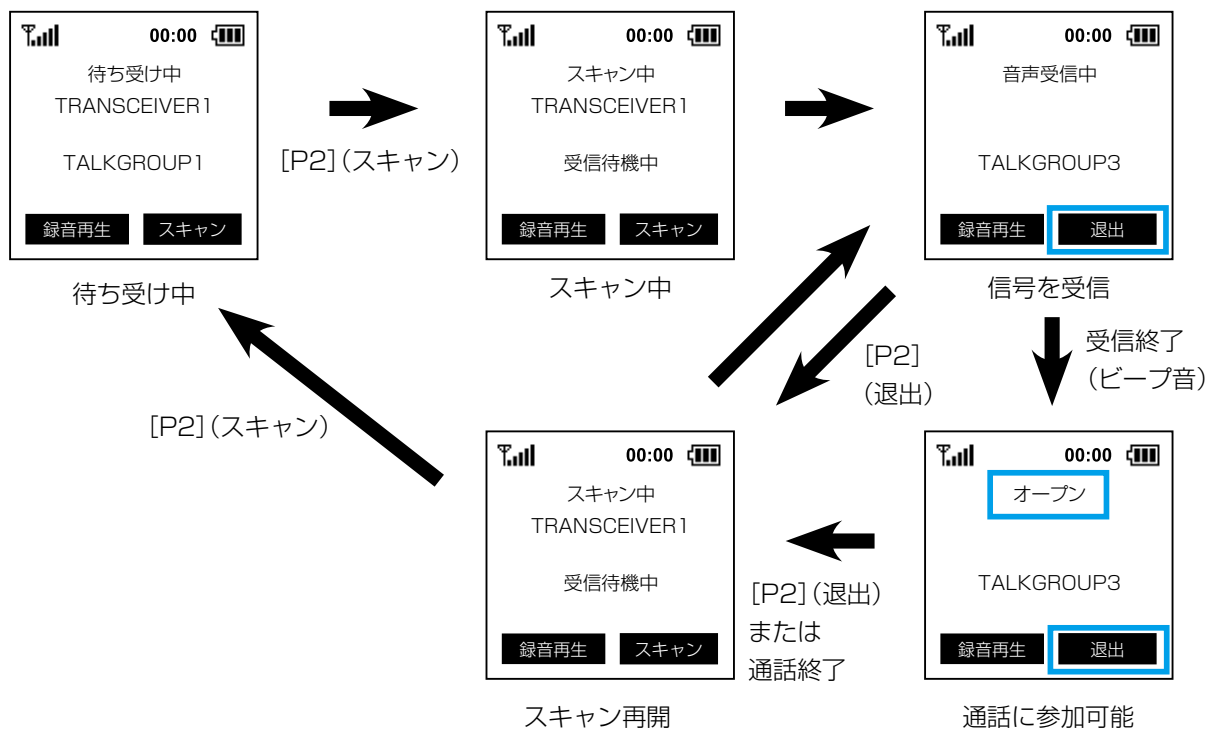 00:00
待ち受け中
TRANSCEIVER1
TALKGROUP1
録音再生 スキャン
待ち受け中
[P2](スキャン)
00:00
スキャン中
TRANSCEIVER1
受信待機中
録音再生 スキャン
スキャン中
00:00
音声受信中
TALKGROUP3
録音再生 退出
信号を受信
受信終了
(ビープ音)
[P2]
(退出)
[P2](スキャン)
00:00
スキャン中
TRANSCEIVER1
受信待機中
録音再生 スキャン
スキャン再開
[P2](退出)
または
通話終了
00:00
オープン
TALKGROUP3
録音再生 退出
通話に参加可能